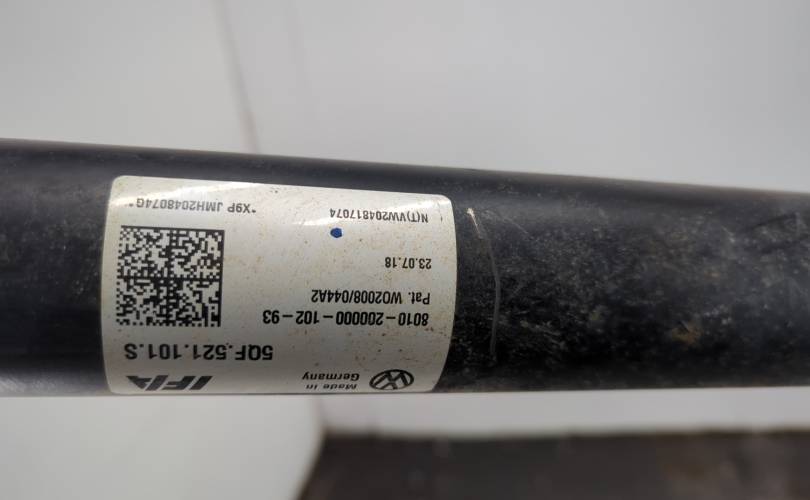 Made in
Germany
IFA
5QF.521.101.S
8010-200000-102-93
Pat. WO2008/044A2
23.07.18
N(T)VW204817074
*X9P JMH2048074G*